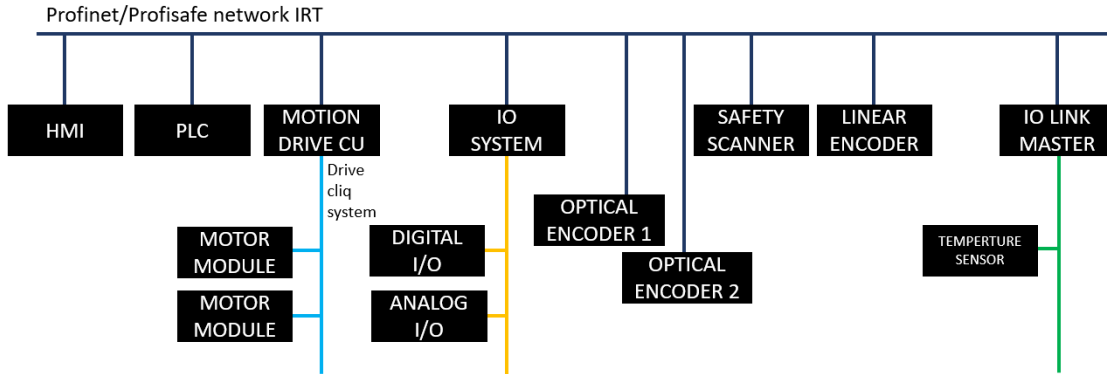 Profinet/Profisafe network IRT
HMI
PLC
MOTION
DRIVE CU
IO
SYSTEM
SAFETY
SCANNER
LINEAR
ENCODER
IO LINK
MASTER
Drive
cliq
system
OPTICAL
ENCODER 1
MOTOR
MODULE
DIGITAL
I/O
OPTICAL
ENCODER 2
TEMPERTURE
SENSOR
MOTOR
MODULE
ANALOG
I/O